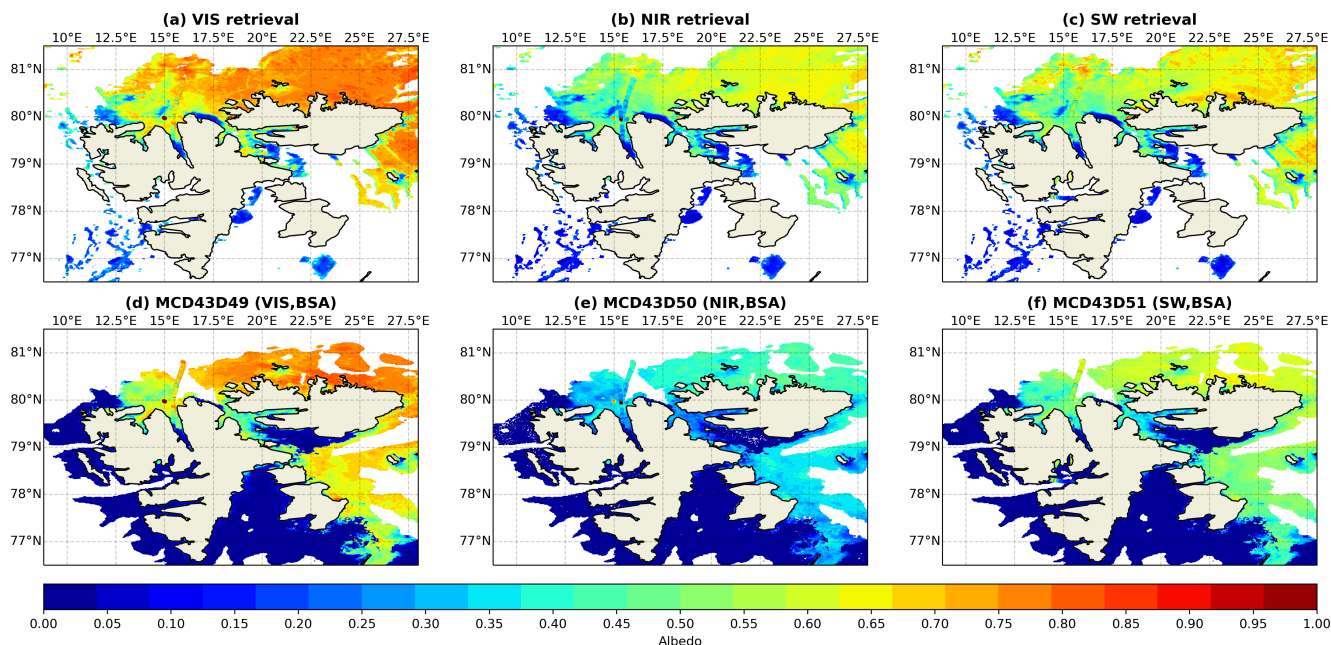 (a) VIS retrieval
(b) NIR retrieval
(c) SW retrieval
10°E 12.5°E 15°E 17.5°E 20°E 22.5°E 25°E 27.5°E
10°E 12.5°E 15°E 17.5°E 20°E 22.5°E 25°E 27.5°E
10°E 12.5°E 15°E 17.5°E 20°E 22.5°E 25°E 27.5°E
81°N
80°N
79°N
78°N
77°N
81°N
80°N
79°N
78°N
77°N
81°N
80°N
79°N
78°N
77°N
(d) MCD43D49 (VIS,BSA)
(e) MCD43D50 (NIR,BSA)
(f) MCD43D51 (SW,BSA)
10°E 12.5°E 15°E 17.5°E 20°E 22.5°E 25°E 27.5°E
10°E 12.5°E 15°E 17.5°E 20°E 22.5°E 25°E 27.5°E
10°E 12.5°E 15°E 17.5°E 20°E 22.5°E 25°E 27.5°E
81°N
80°N
79°N
78°N
77°N
81°N
80°N
79°N
78°N
77°N
81°N
80°N
79°N
78°N
77°N
0.00 0.05 0.10 0.15 0.20 0.25 0.30 0.35 0.40 0.45 0.50 0.55 0.60 0.65 0.70 0.75 0.80 0.85 0.90 0.95 1.00
Albedo